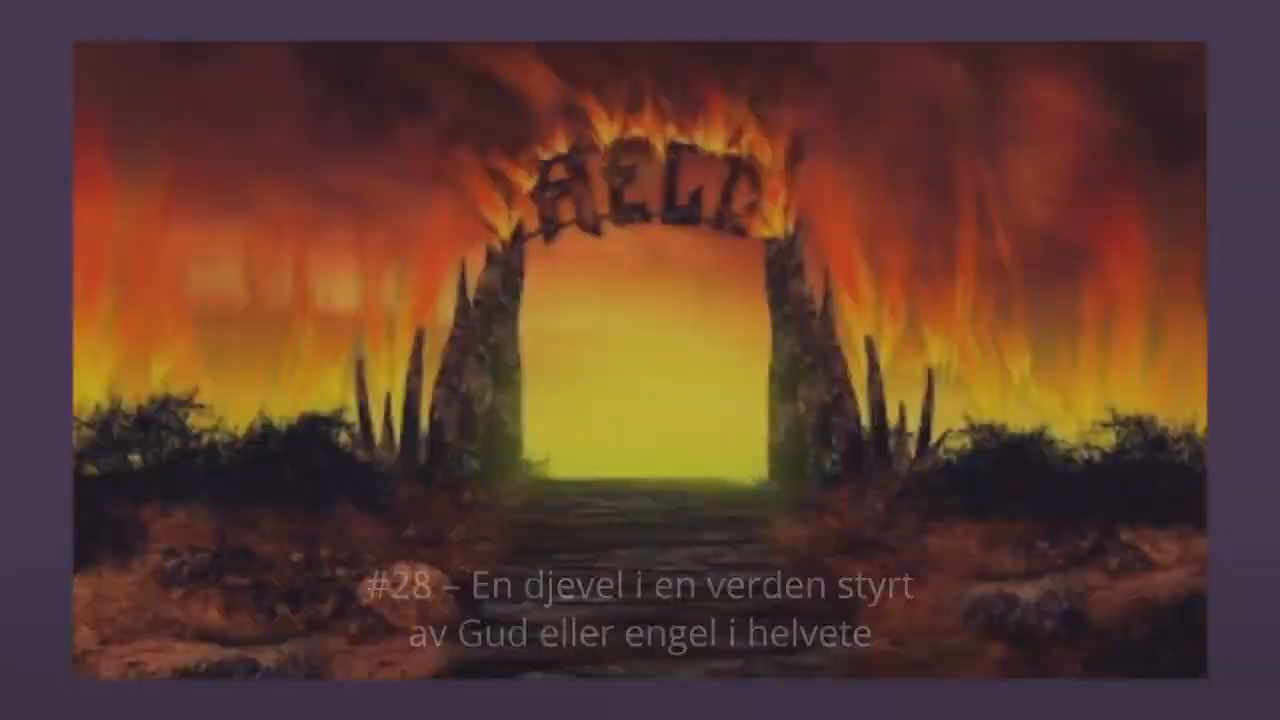 HELL
#28 – En djevel i en verden styrt
av Gud eller engel i helvete